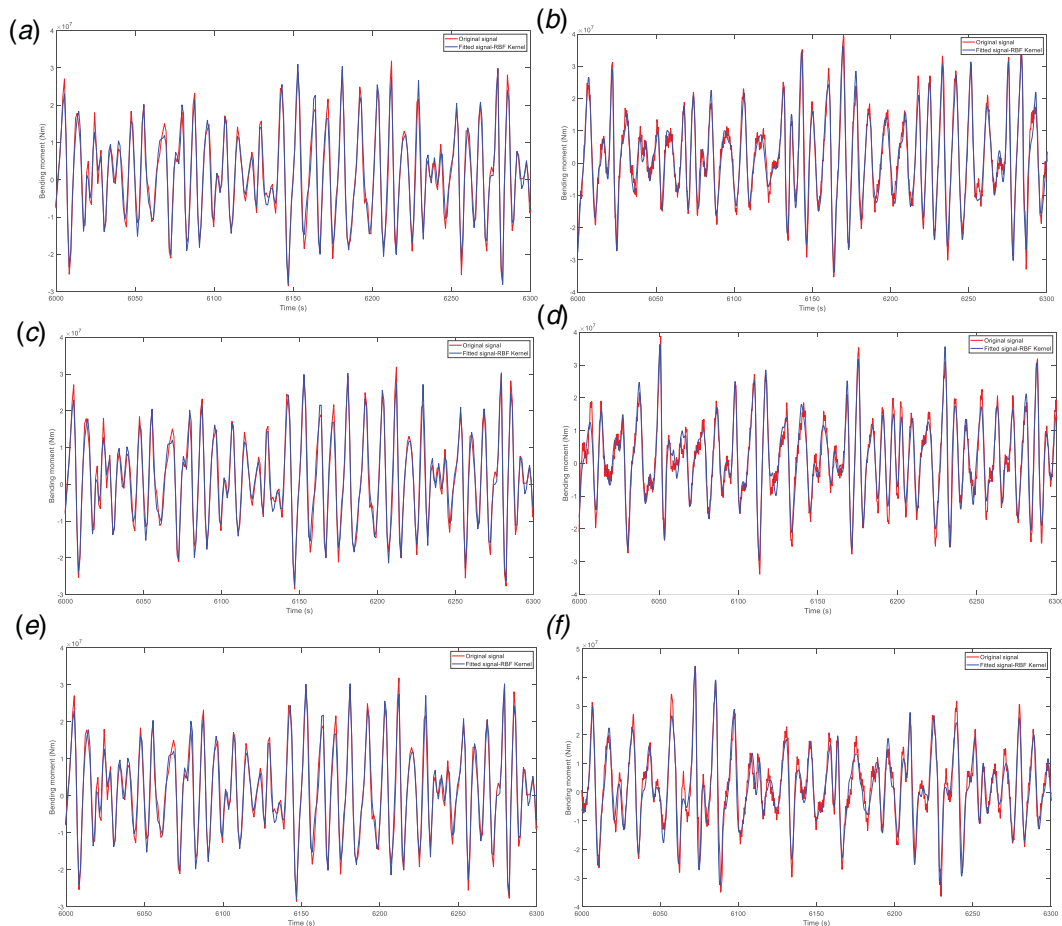 (a)
×10^7
4
3
2
1
0
-1
-2
-3
Bending moment (Nm)
Original signal
Fitted signal-RBF Kernel
6000 6050 6100 6150 6200 6250 6300
Time (s)
(b)
×10^7
4
3
2
1
0
-1
-2
-3
-4
Bending moment (Nm)
Original signal
Fitted signal-RBF Kernel
6000 6050 6100 6150 6200 6250 6300
Time (s)
(c)
×10^7
4
3
2
1
0
-1
-2
-3
Bending moment (Nm)
Original signal
Fitted signal-RBF Kernel
6000 6050 6100 6150 6200 6250 6300
Time (s)
(d)
×10^7
4
3
2
1
0
-1
-2
-3
-4
Bending moment (Nm)
Original signal
Fitted signal-RBF Kernel
6000 6050 6100 6150 6200 6250 6300
Time (s)
(e)
×10^7
4
3
2
1
0
-1
-2
-3
Bending moment (Nm)
Original signal
Fitted signal-RBF Kernel
6000 6050 6100 6150 6200 6250 6300
Time (s)
(f)
×10^7
5
4
3
2
1
0
-1
-2
-3
-4
Bending moment (Nm)
Original signal
Fitted signal-RBF Kernel
6000 6050 6100 6150 6200 6250 6300
Time (s)